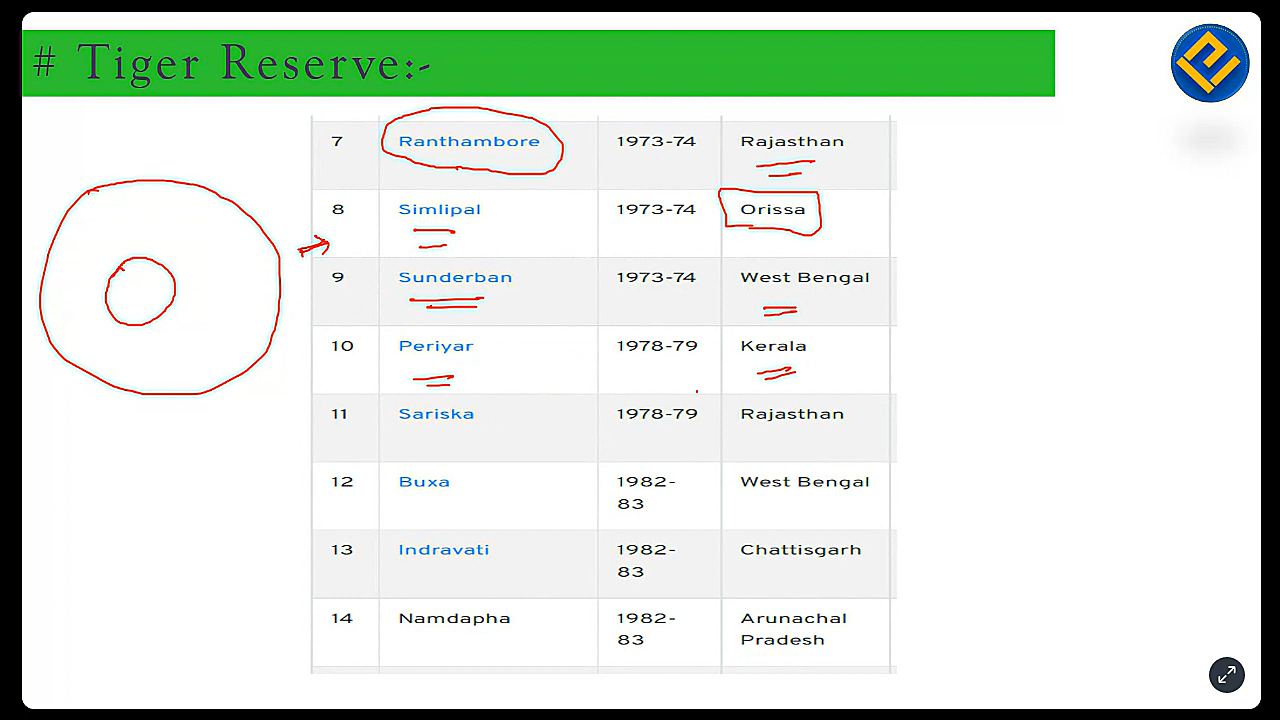 # Tiger Reserve:-
7 Ranthambore 1973-74 Rajasthan
8 Simlipal 1973-74 Orissa
9 Sunderban 1973-74 West Bengal
10 Periyar 1978-79 Kerala
11 Sariska 1978-79 Rajasthan
12 Buxa 1982- West Bengal
83
13 Indravati 1982- Chattisgarh
83
14 Namdapha 1982- Arunachal
83 Pradesh